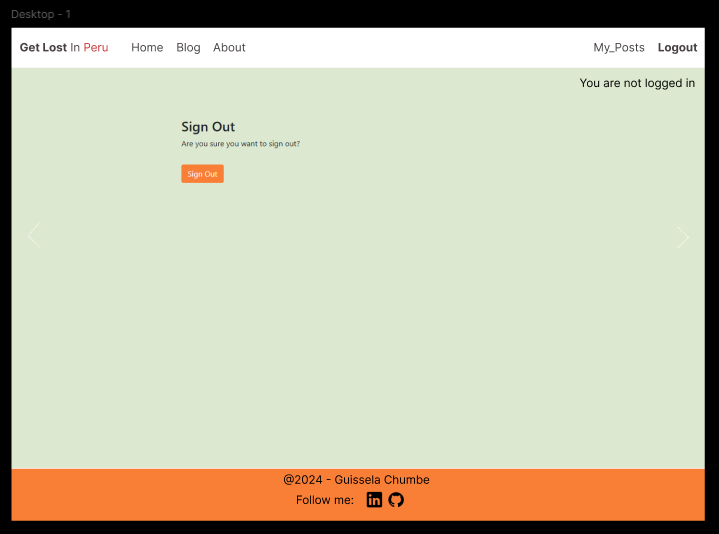 Desktop - 1
Get Lost In Peru Home Blog About My_Posts Logout
You are not logged in
Sign Out
Are you sure you want to sign out?
Sign Out
@2024 - Guissela Chumbe
Follow me: in